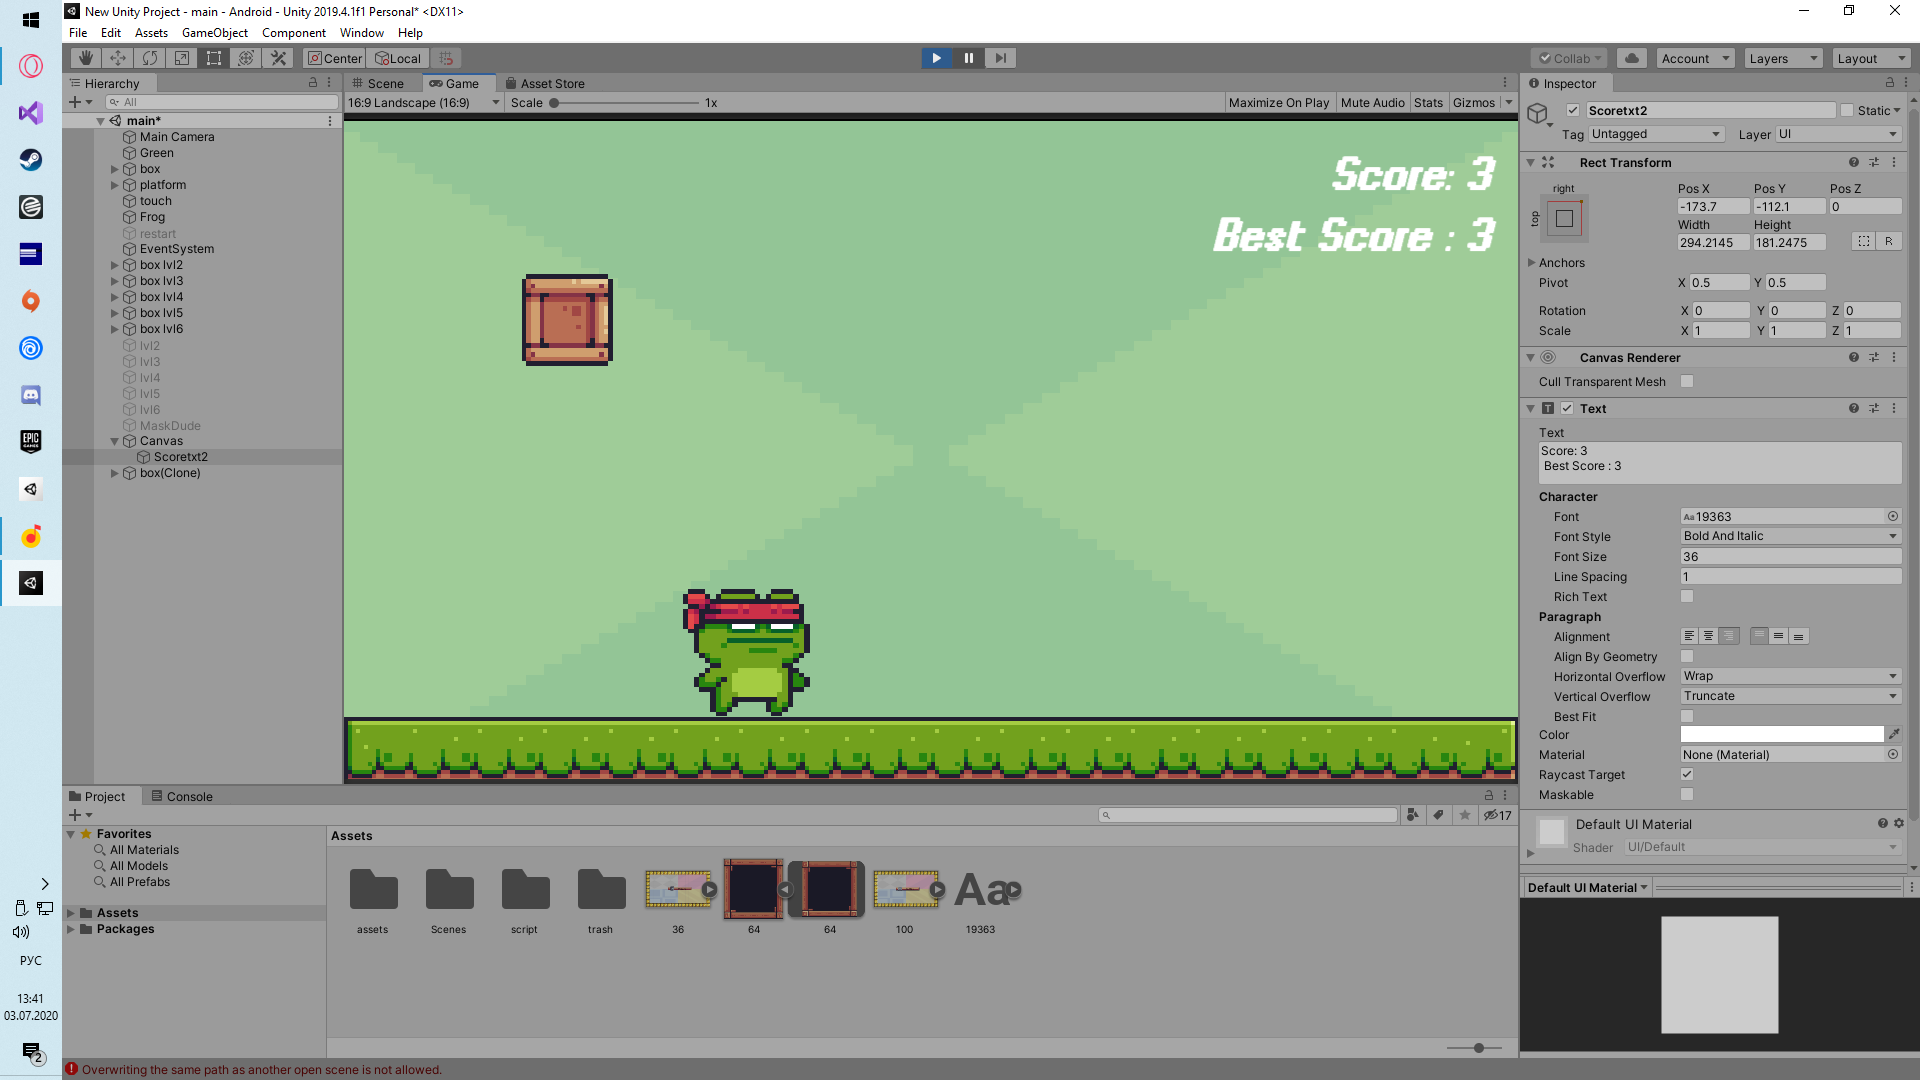 New Unity Project - main - Android - Unity 2019.4.1f1 Personal* <DX11>
File Edit Assets GameObject Component Window Help
Center Local
Collab Account Layers Layout
Hierarchy
All
main*
Main Camera
Green
box
platform
touch
Frog
restart
EventSystem
box lvl2
box lvl3
box lvl4
box lvl5
box lvl6
lvl2
lvl3
lvl4
lvl5
lvl6
MaskDude
Canvas
Scoretxt2
box(Clone)
Scene Game Asset Store
16:9 Landscape (16:9) Scale 1x Maximize On Play Mute Audio Stats Gizmos
Score: 3
Best Score : 3
Inspector
Scoretxt2 Static
Tag Untagged Layer UI
Rect Transform
right
top
Pos X Pos Y Pos Z
-173.7 -112.1 0
Width Height
294.2145 181.2475 R
Anchors
Pivot X 0.5 Y 0.5
Rotation X 0 Y 0 Z 0
Scale X 1 Y 1 Z 1
Canvas Renderer
Cull Transparent Mesh
Text
Text
Score: 3
Best Score : 3
Character
Font Aa 19363
Font Style Bold And Italic
Font Size 36
Line Spacing 1
Rich Text
Paragraph
Alignment
Align By Geometry
Horizontal Overflow Wrap
Vertical Overflow Truncate
Best Fit
Color
Material None (Material)
Raycast Target
Maskable
Default UI Material
Shader UI/Default
Default UI Material
Project Console
17
Favorites
All Materials
All Models
All Prefabs
Assets
Packages
Assets
Aa
assets Scenes script trash 36 64 64 100 19363
Overwriting the same path as another open scene is not allowed.
EPIC GAMES
РУС
13:41
03.07.2020
2